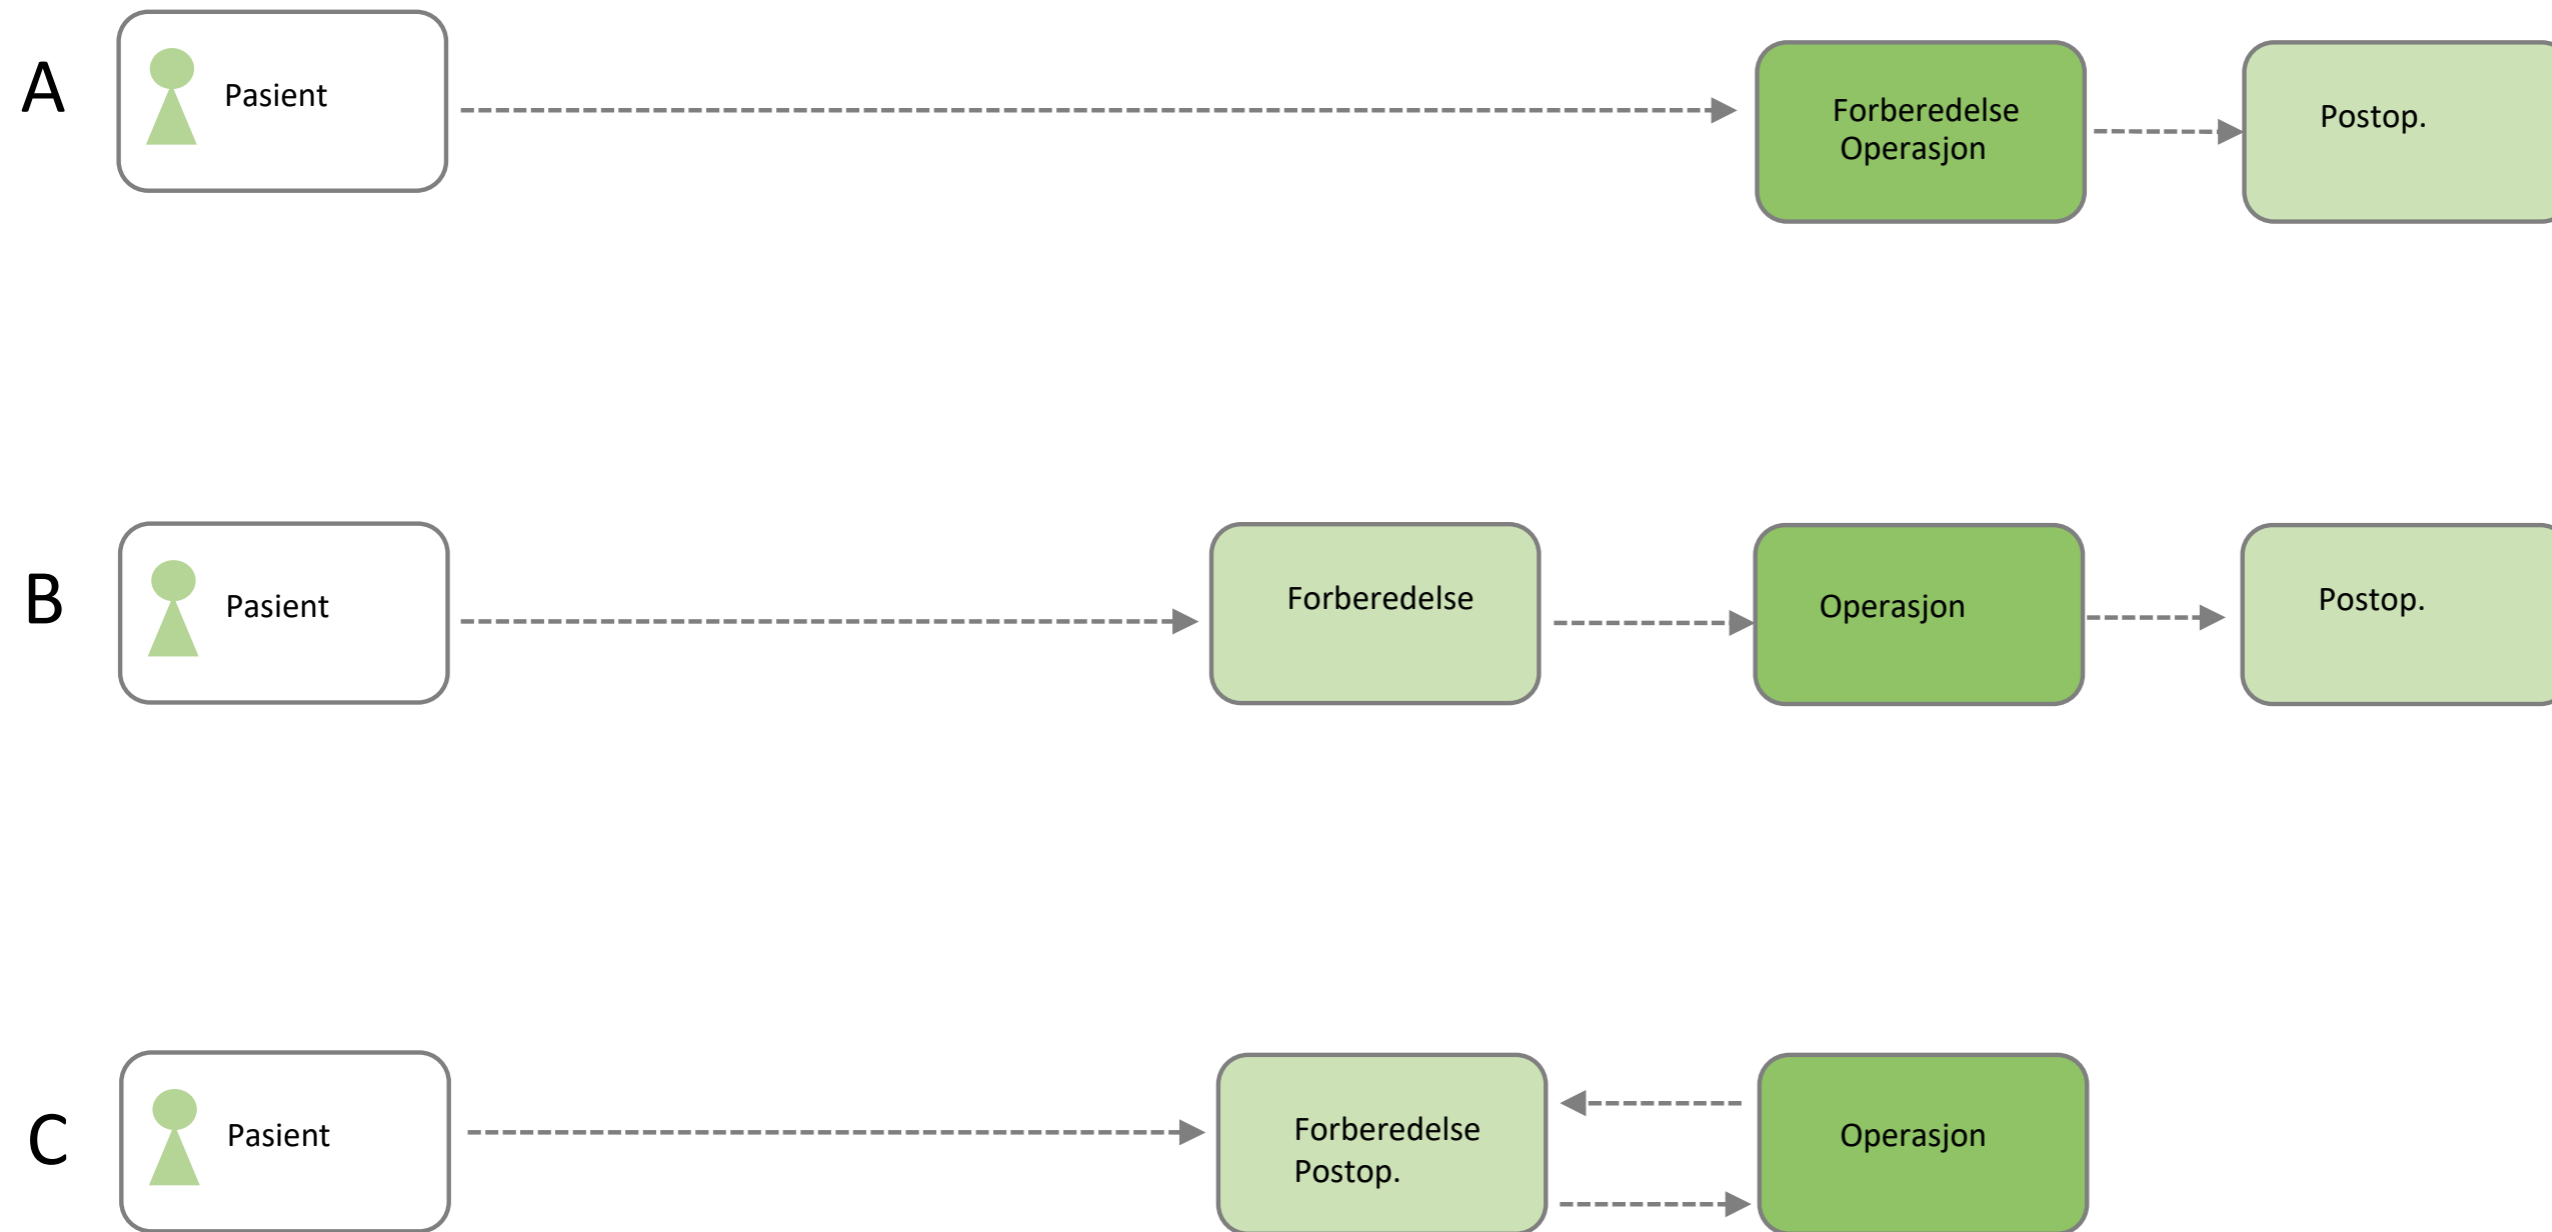 A
Pasient
Forberedelse
Operasjon
Postop.
B
Pasient
Forberedelse
Operasjon
Postop.
C
Pasient
Forberedelse
Postop.
Operasjon